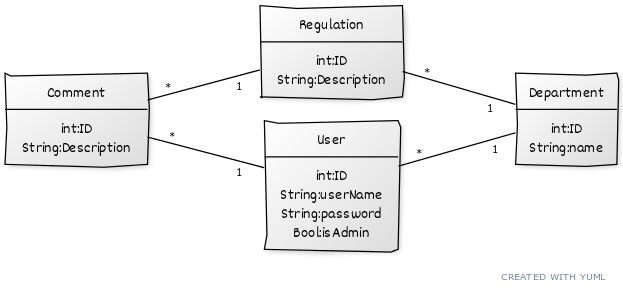 Regulation
int:ID
String:Description
*
1
*
1
Comment
int:ID
String:Description
*
1
User
int:ID
String:userName
String:password
Bool:isAdmin
*
1
Department
int:ID
String:name
CREATED WITH YUML